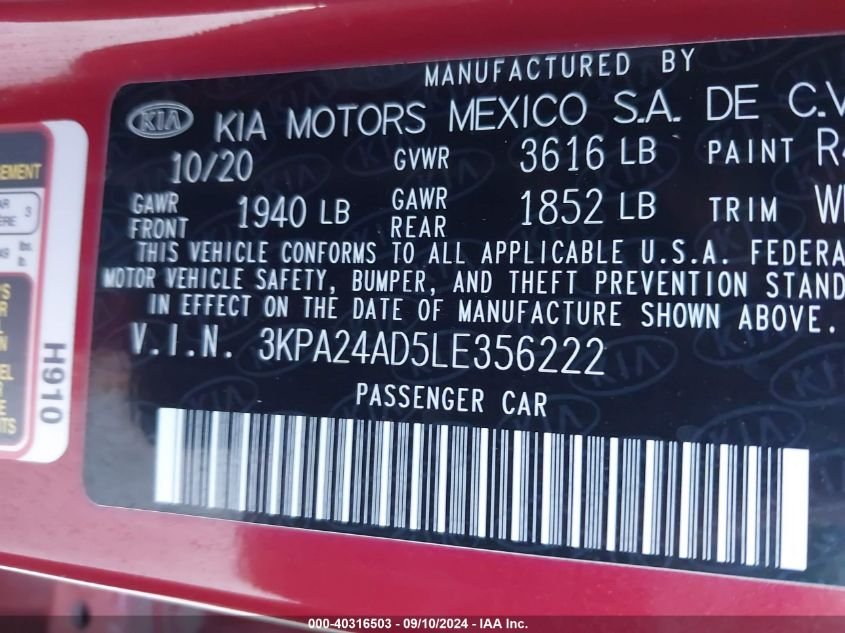 MANUFACTURED BY
KIA KIA MOTORS MEXICO S.A. DE C.V
10/20 GVWR 3616 LB PAINT
GAWR FRONT 1940 LB GAWR REAR 1852 LB TRIM
THIS VEHICLE CONFORMS TO ALL APPLICABLE U.S.A. FEDERA
MOTOR VEHICLE SAFETY, BUMPER, AND THEFT PREVENTION STAND
IN EFFECT ON THE DATE OF MANUFACTURE SHOWN ABOVE.
V.I.N. 3KPA24AD5LE356222
PASSENGER CAR
H910
EMENT
3
lbs.
000-40316503 - 09/10/2024 - IAA Inc.